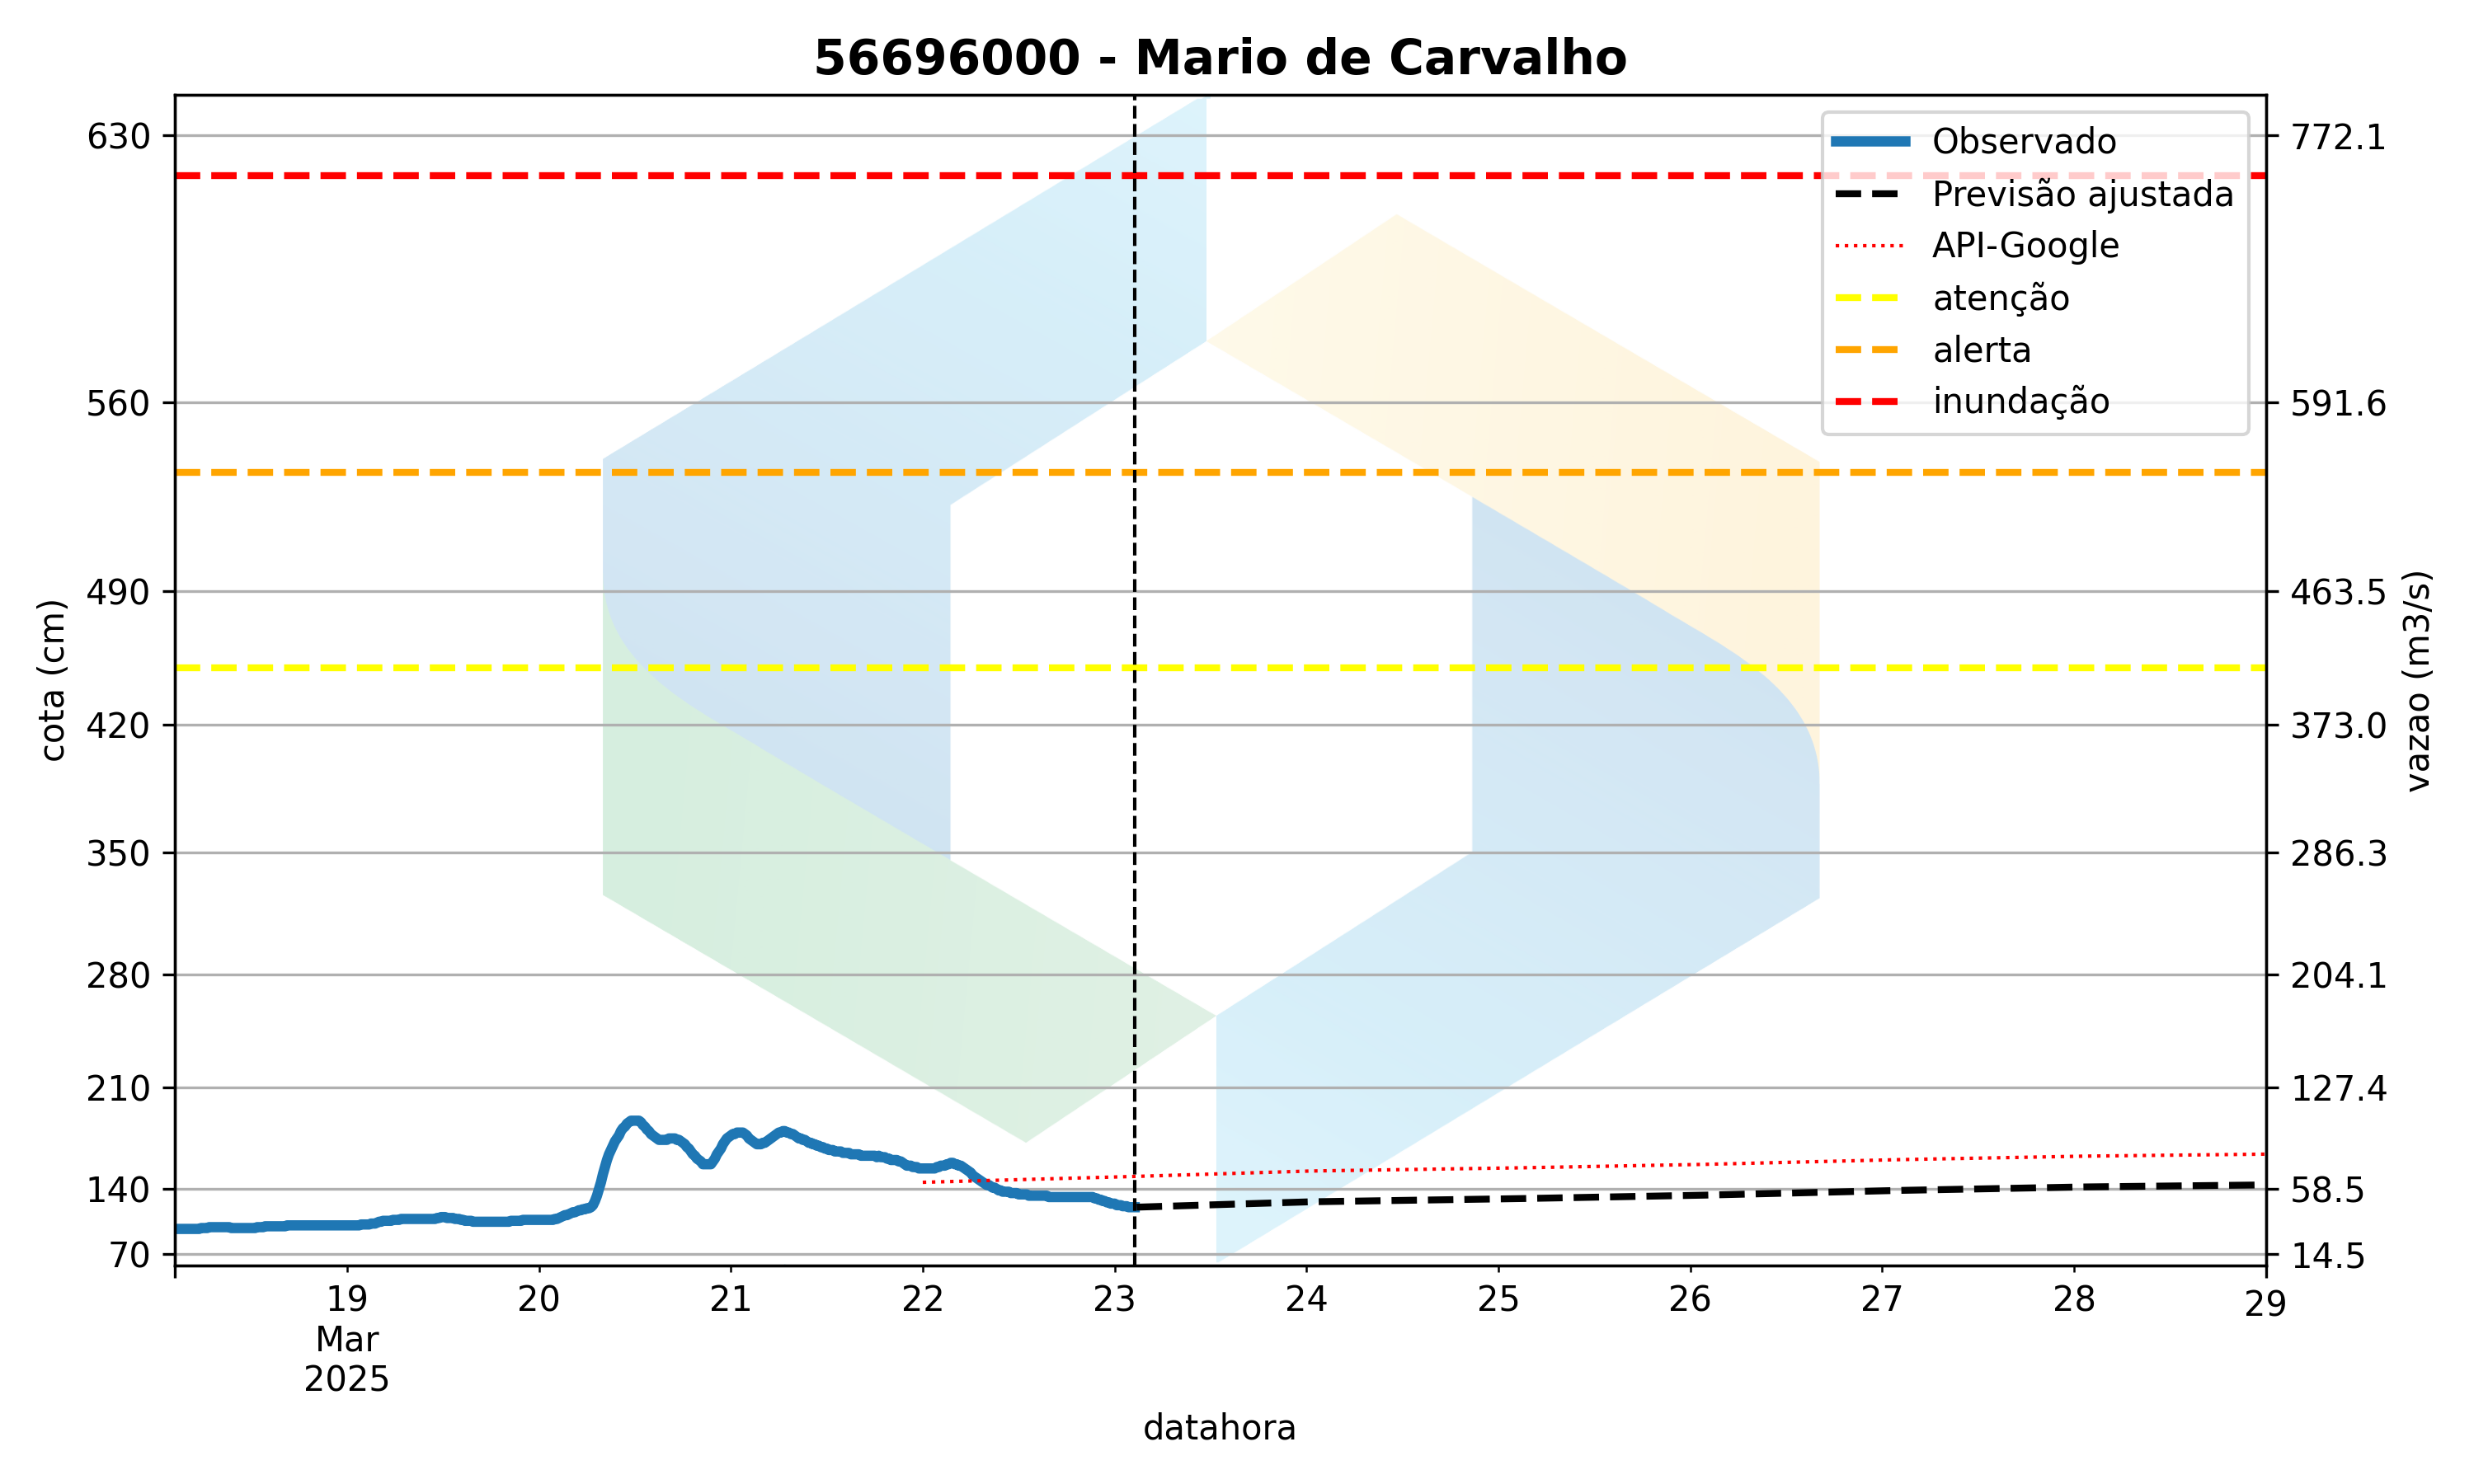 56696000 - Mario de Carvalho
630
560
490
420
350
280
210
140
70
cota (cm)
772.1
591.6
463.5
373.0
286.3
204.1
127.4
58.5
14.5
vazao (m3/s)
Observado
Previsão ajustada
API-Google
atenção
alerta
inundação
19 20 21 22 23 24 25 26 27 28 29
Mar
2025
datahora